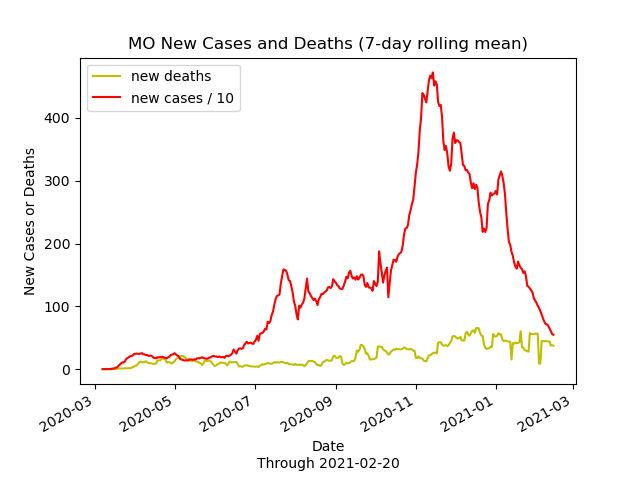 MO New Cases and Deaths (7-day rolling mean)
new deaths
new cases / 10
New Cases or Deaths
400
300
200
100
0
2020-03
2020-05
2020-07
2020-09
2020-11
2021-01
2021-03
Date
Through 2021-02-20